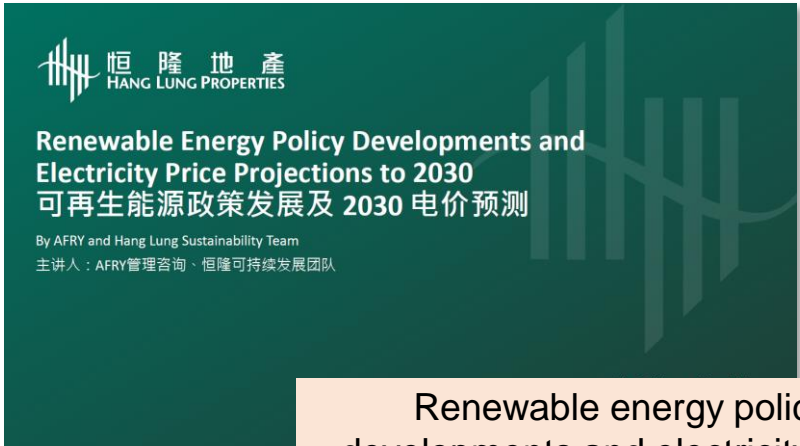 恒隆地產
HANG LUNG PROPERTIES
Renewable Energy Policy Developments and
Electricity Price Projections to 2030
可再生能源政策发展及 2030 电价预测
By AFRY and Hang Lung Sustainability Team
主讲人：AFRY管理咨询、恒隆可持续发展团队
Renewable energy polic
developments and electricity